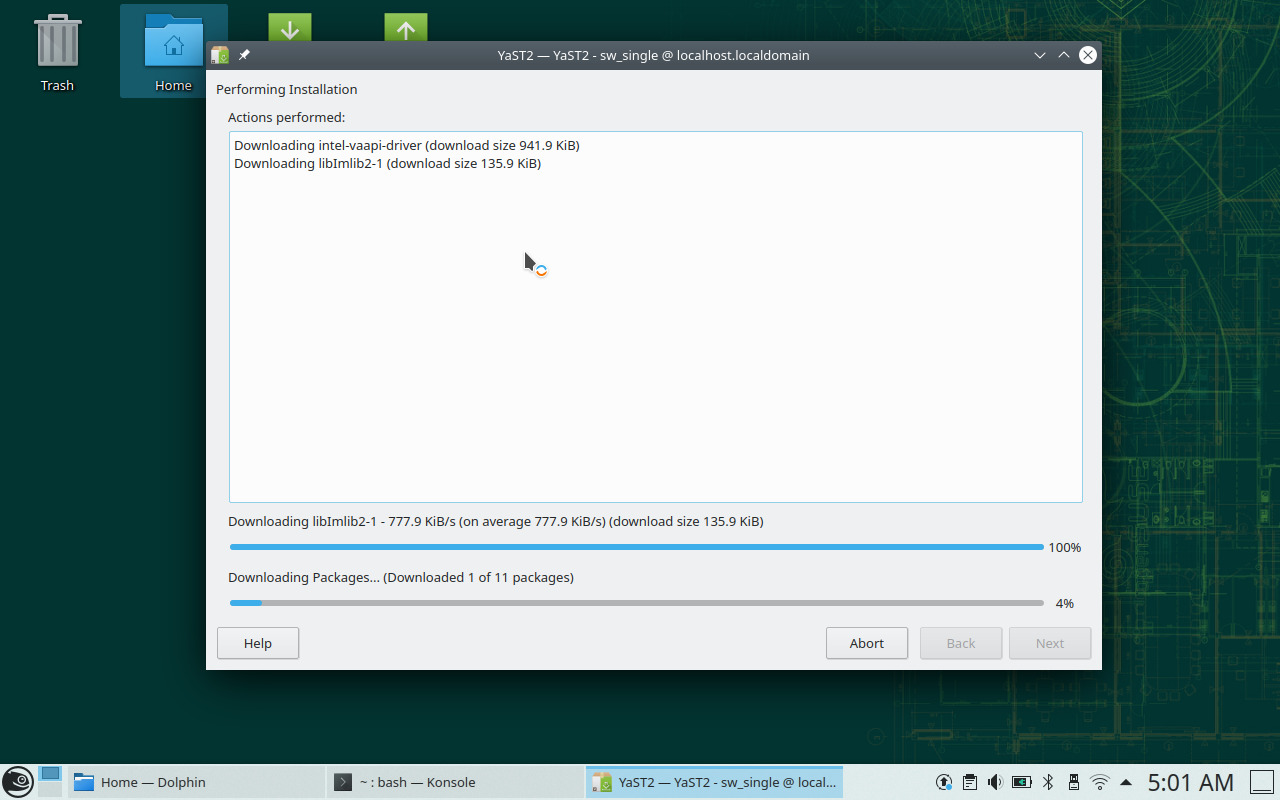 Trash
Home
YaST2 — YaST2 - sw_single @ localhost.localdomain
Performing Installation
Actions performed:
Downloading intel-vaapi-driver (download size 941.9 KiB)
Downloading libImlib2-1 (download size 135.9 KiB)
Downloading libImlib2-1 - 777.9 KiB/s (on average 777.9 KiB/s) (download size 135.9 KiB)
100%
Downloading Packages... (Downloaded 1 of 11 packages)
4%
Help
Abort
Back
Next
Home — Dolphin
~ : bash — Konsole
YaST2 — YaST2 - sw_single @ local...
5:01 AM